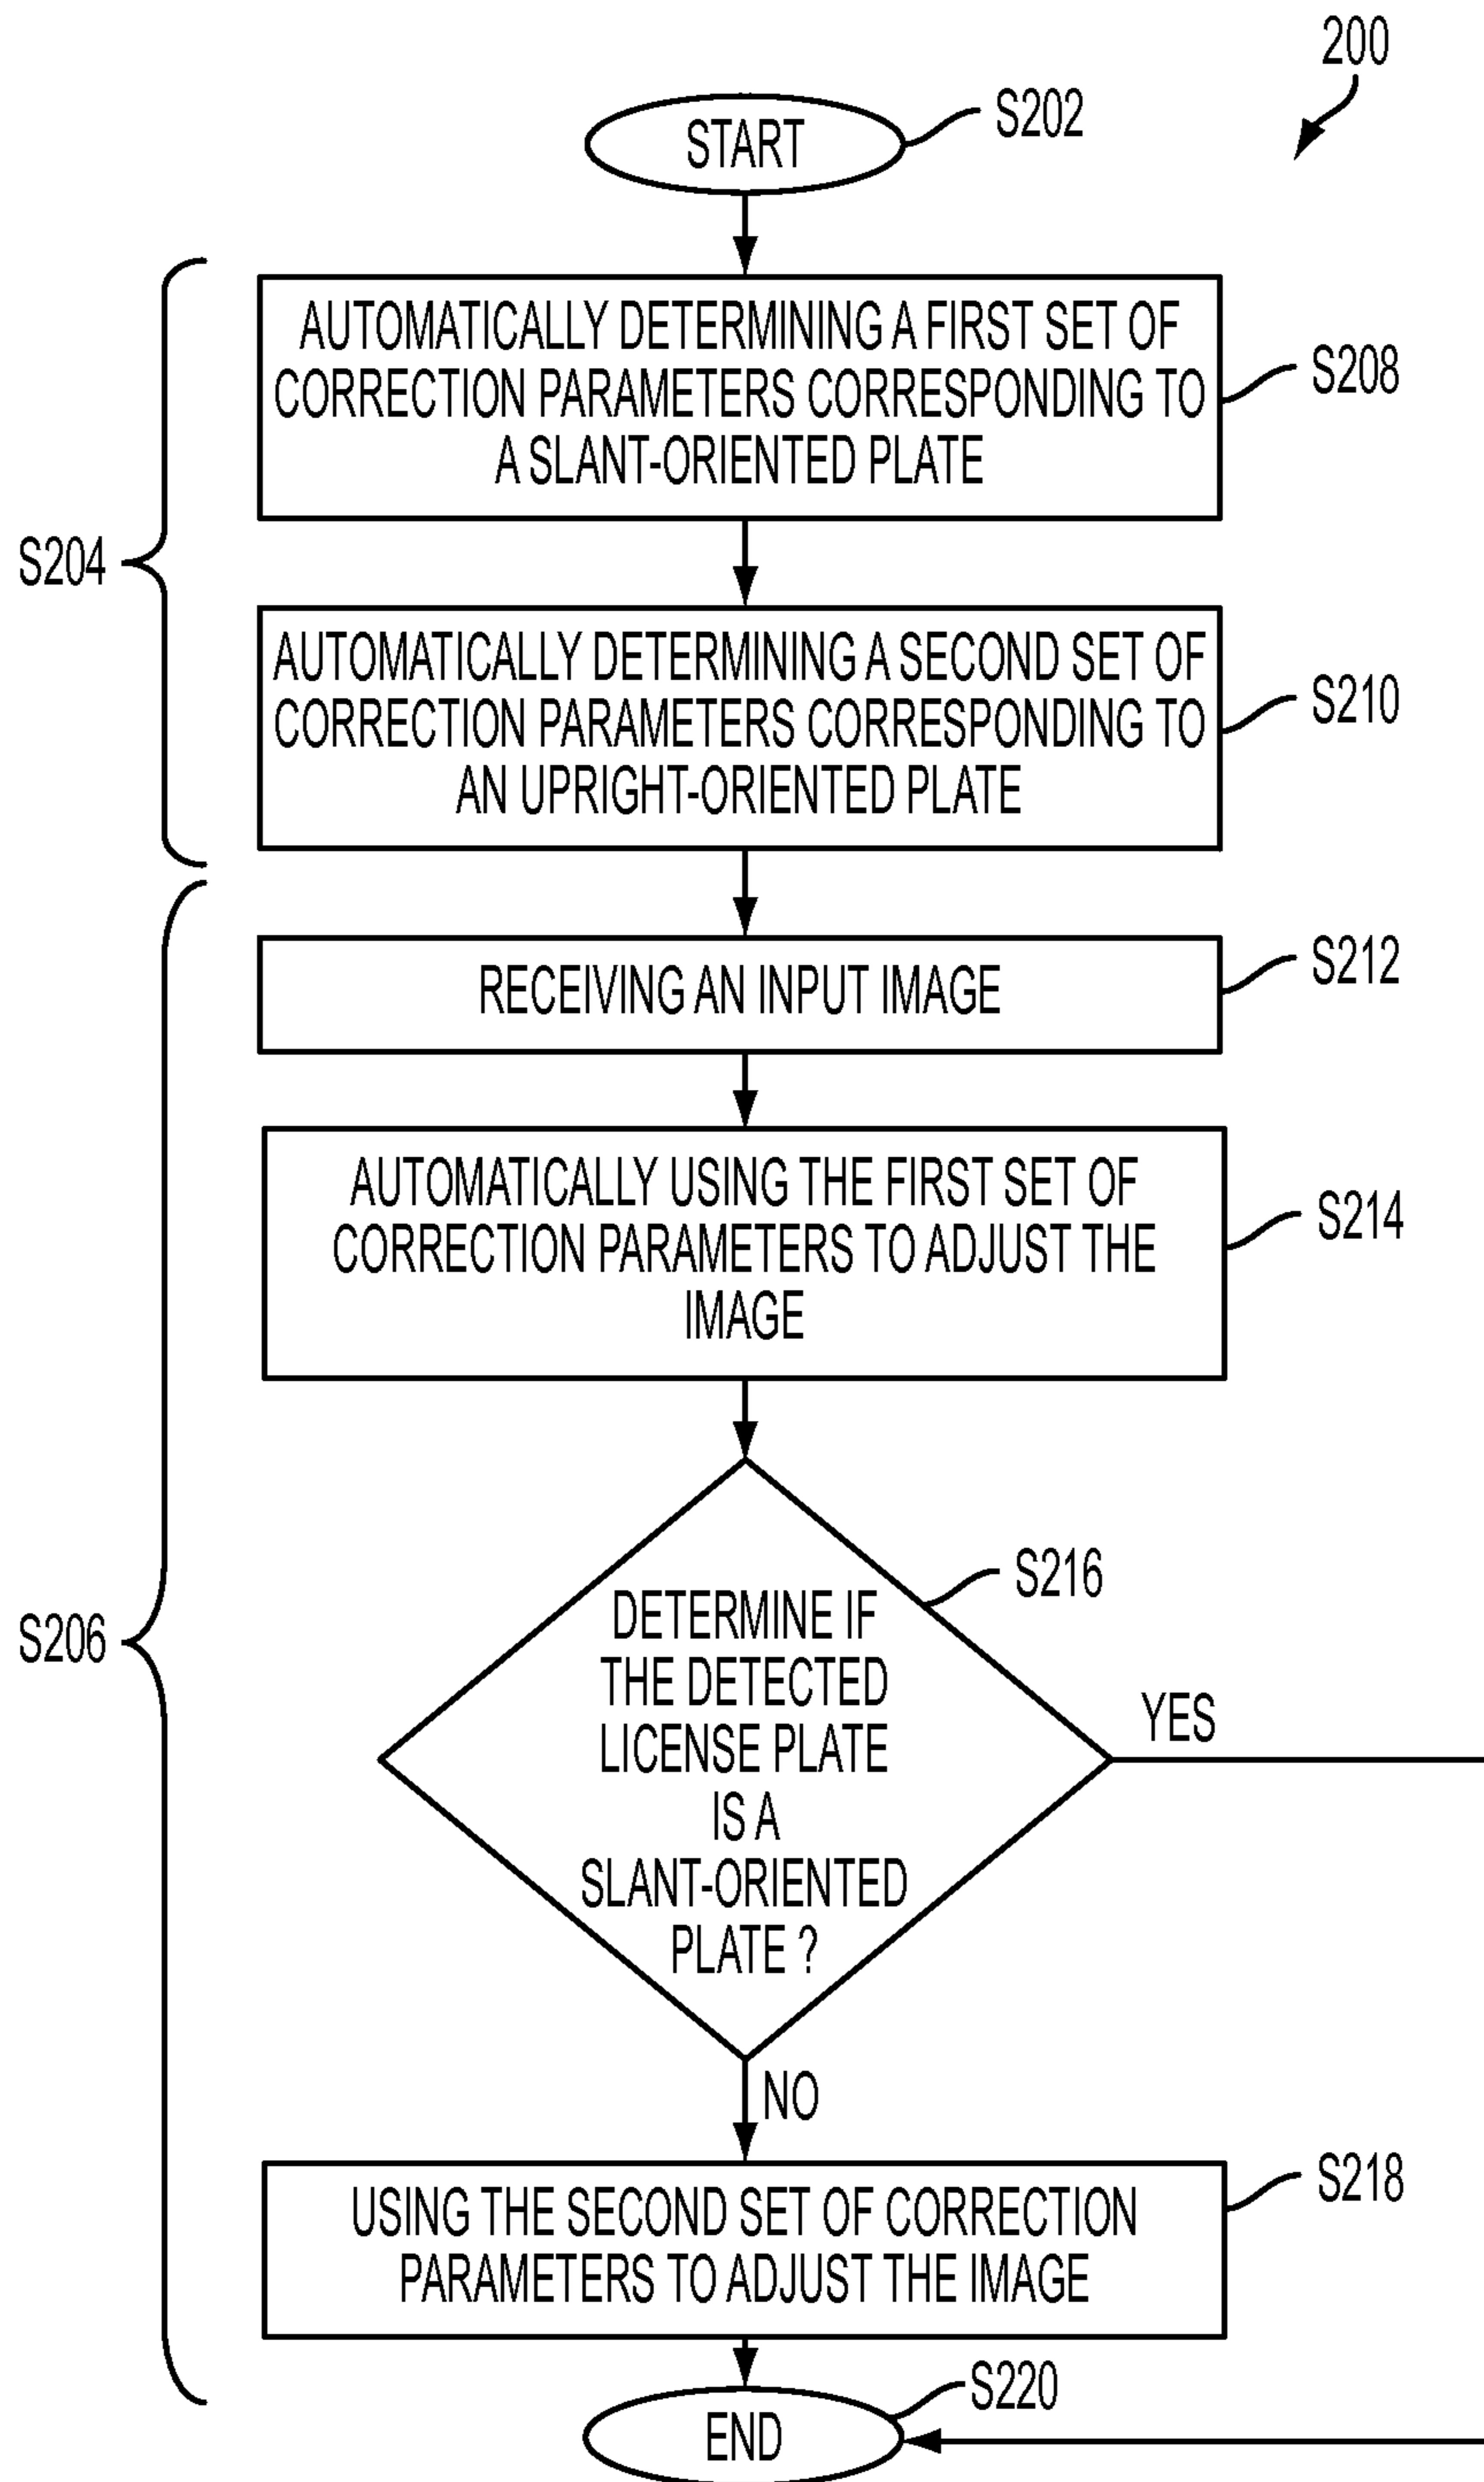 200
START
S202
AUTOMATICALLY DETERMINING A FIRST SET OF
CORRECTION PARAMETERS CORRESPONDING TO
A SLANT-ORIENTED PLATE
S208
S204
AUTOMATICALLY DETERMINING A SECOND SET OF
CORRECTION PARAMETERS CORRESPONDING TO
AN UPRIGHT-ORIENTED PLATE
S210
RECEIVING AN INPUT IMAGE
S212
AUTOMATICALLY USING THE FIRST SET OF
CORRECTION PARAMETERS TO ADJUST THE
IMAGE
S214
S216
DETERMINE IF
THE DETECTED
LICENSE PLATE
IS A
SLANT-ORIENTED
PLATE ?
YES
S206
NO
USING THE SECOND SET OF CORRECTION
PARAMETERS TO ADJUST THE IMAGE
S218
S220
END